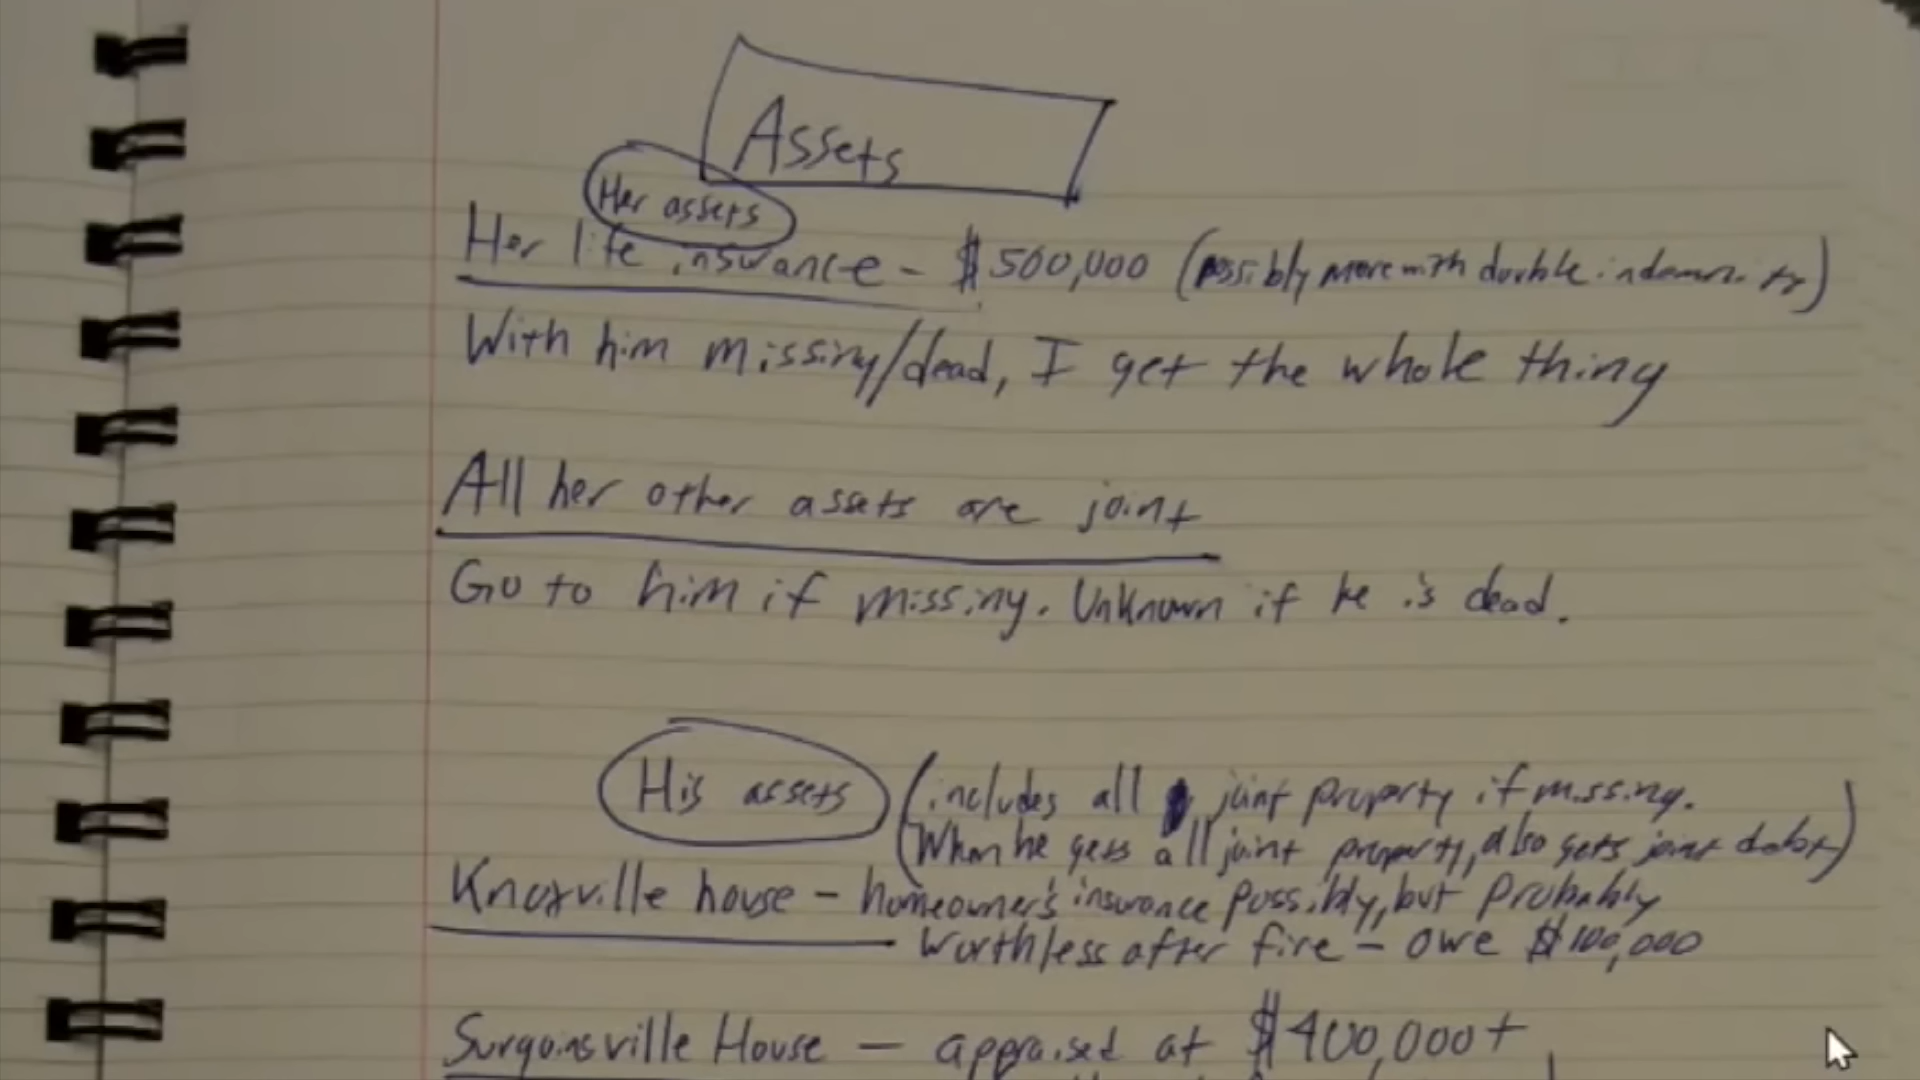 Assets
Her assets
Her life insurance - $500,000 (possibly more with double indemnity)
With him missing/dead, I get the whole thing
All her other assets are joint
Go to him if missing. Unknown if he is dead.
His assets (includes all joint property if missing.
When he gets all joint property, also gets joint debt)
Knoxville house - homeowner's insurance possibly, but probably
worthless after fire - owe $100,000
Surgoinsville House - appraised at $400,000+